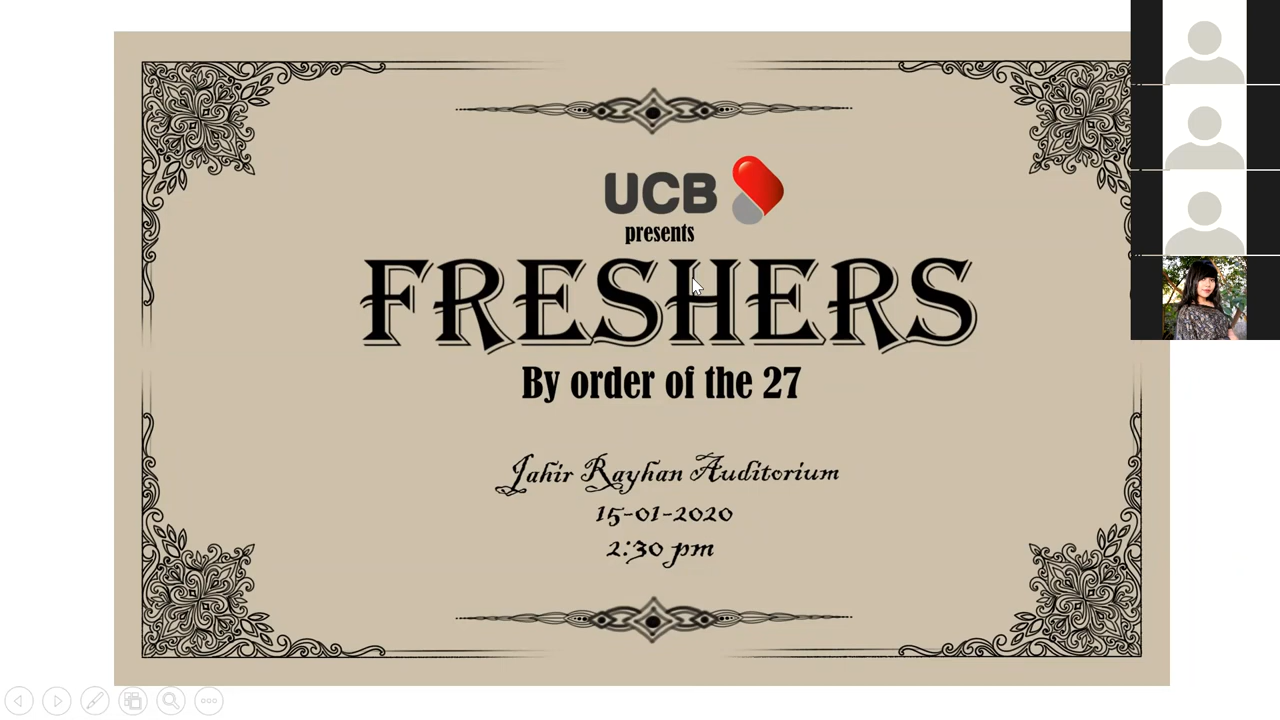 UCB
presents
FRESHERS
By order of the 27
Jahir Rayhan Auditorium
15-01-2020
2:30 pm